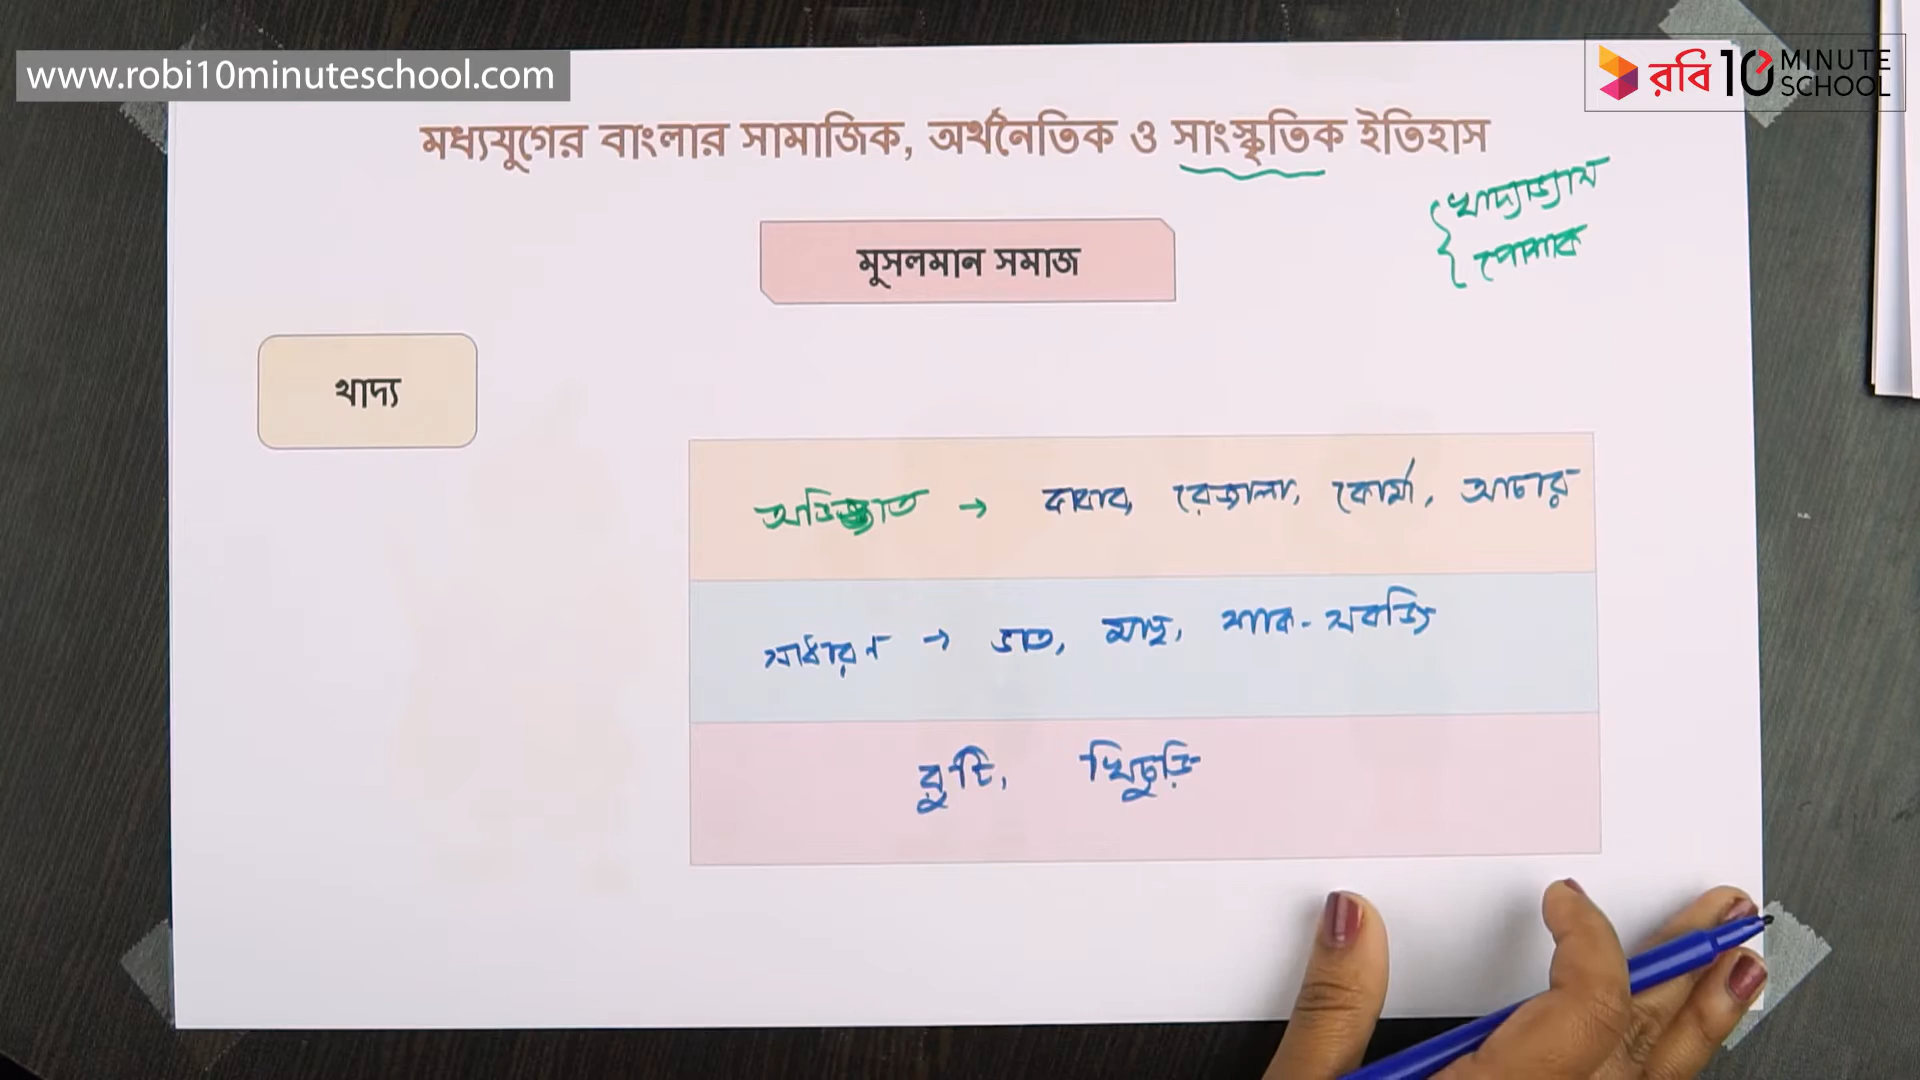 www.robi10minuteschool.com
রবি 10 MINUTE SCHOOL
মধ্যযুগের বাংলার সামাজিক, অর্থনৈতিক ও সাংস্কৃতিক ইতিহাস
খাদ্যাভ্যাস
পোশাক
মুসলমান সমাজ
খাদ্য
অভিজাত → কাবাব, রেজালা, কোর্মা, আচার
সাধারণ → ভাত, মাছ, শাক-সবজি
রুটি, খিচুড়ি